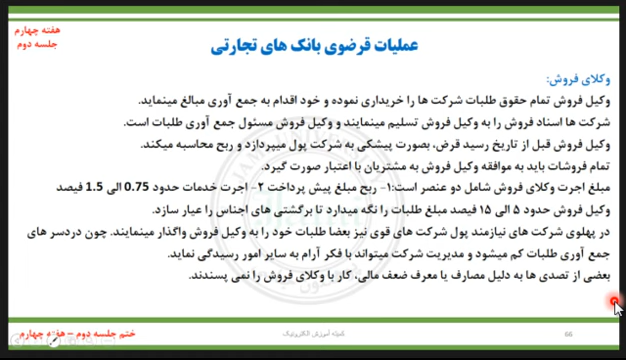 هفته چهارم
جلسه دوم
عملیات قرضوی بانک های تجارتی
وکلای فروش:
وکیل فروش تمام حقوق طلبات شرکت ها را خریداری نموده و خود اقدام به جمع آوری مبالغ مینماید.
شرکت ها اسناد فروش را به وکیل فروش تسلیم مینمایند و وکیل فروش مسئول جمع آوری طلبات است.
وکیل فروش قبل از تاریخ رسید قرض، بصورت پیشکی به شرکت پول میپردازد و ربح محاسبه میکند.
تمام فروشات باید به موافقه وکیل فروش به مشتریان با اعتبار صورت گیرد.
مبلغ اجرت وکلای فروش شامل دو عنصر است:۱- ربح مبلغ پیش پرداخت ۲- اجرت خدمات حدود 0.75 الی 1.5 فیصد
وکیل فروش حدود ۵ الی ۱۵ فیصد مبلغ طلبات را نگه میدارد تا برگشتی های اجناس را عیار سازد.
در پهلوی شرکت های نیازمند پول شرکت های قوی نیز بعضا طلبات خود را به وکیل فروش واگذار مینمایند. چون دردسر های
جمع آوری طلبات کم میشود و مدیریت شرکت میتواند با فکر آرام به سایر امور رسیدگی نماید.
بعضی از تصدی ها به دلیل مصارف یا معرف ضعف مالی، کار با وکلای فروش را نمی پسندند.
ختم جلسه دوم – هفته چهارم
کمیته آموزش الکترونیک
66